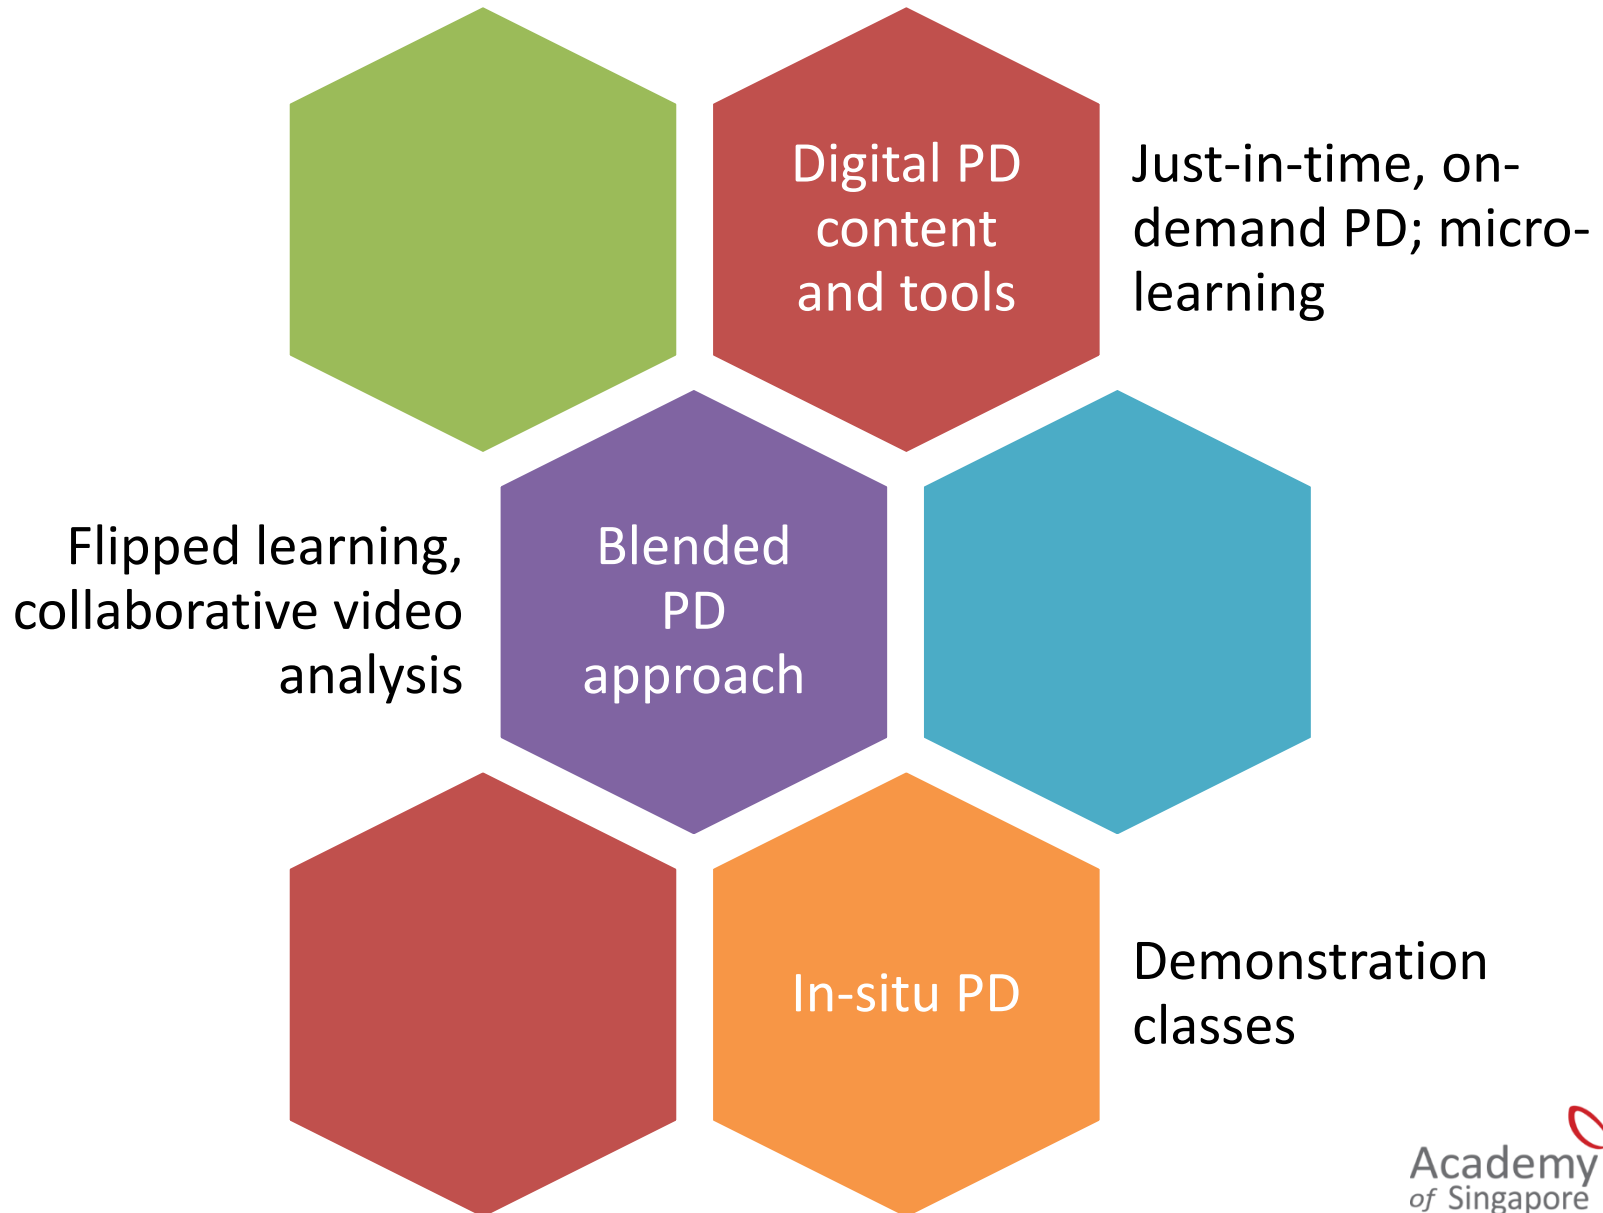 Digital PD
content
and tools
Just-in-time, on-
demand PD; micro-
learning
Flipped learning,
collaborative video
analysis
Blended
PD
approach
In-situ PD
Demonstration
classes
Academy
of Singapore